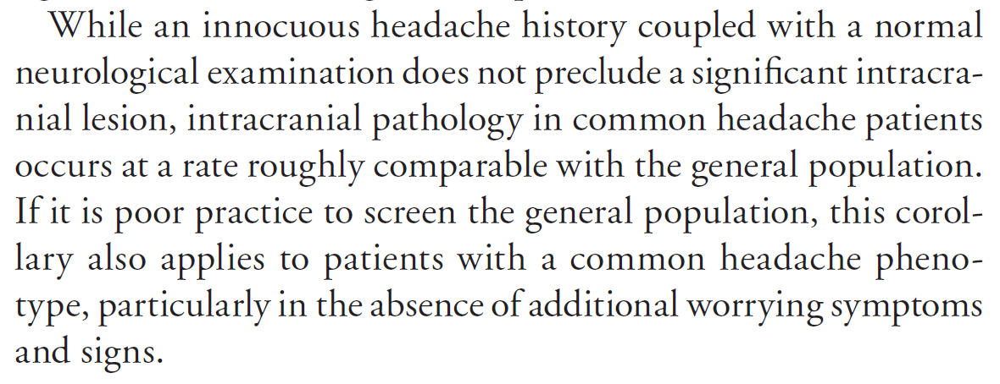 While an innocuous headache history coupled with a normal
neurological examination does not preclude a significant intracra-
nial lesion, intracranial pathology in common headache patients
occurs at a rate roughly comparable with the general population.
If it is poor practice to screen the general population, this corol-
lary also applies to patients with a common headache pheno-
type, particularly in the absence of additional worrying symptoms
and signs.